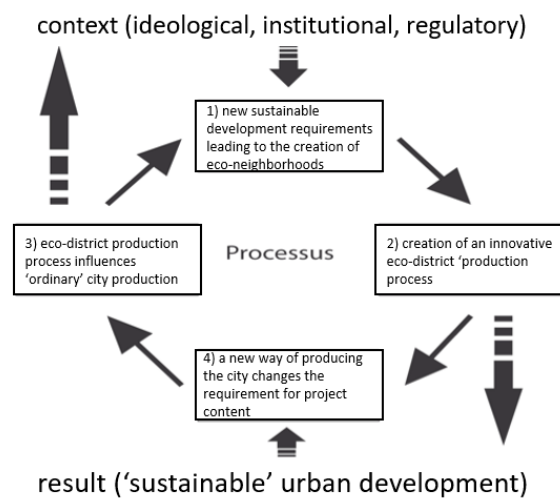 context (ideological, institutional, regulatory)
1) new sustainable
development requirements
leading to the creation of
eco-neighborhoods
3) eco-district production
process influences
‘ordinary’ city production
Processus
2) creation of an innovative
eco-district ‘production
process
4) a new way of producing
the city changes the
requirement for project
content
result (‘sustainable’ urban development)